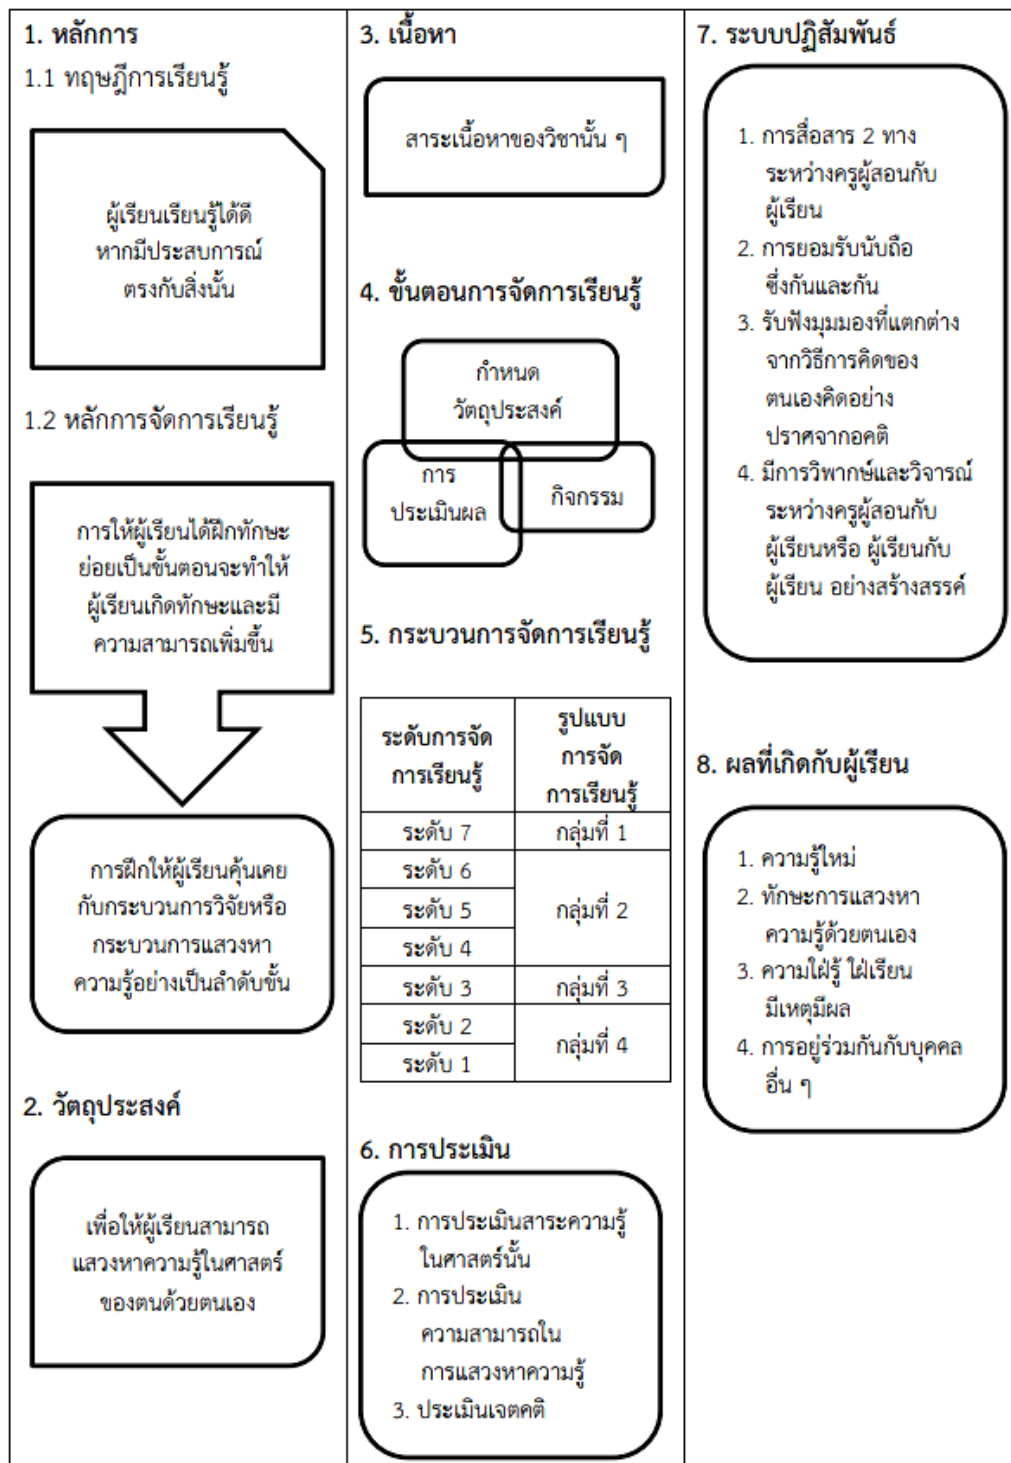 1. หลักการ
1.1 ทฤษฎีการเรียนรู้
ผู้เรียนเรียนรู้ได้ดี
หากมีประสบการณ์
ตรงกับสิ่งนั้น
1.2 หลักการจัดการเรียนรู้
การให้ผู้เรียนได้ฝึกทักษะ
ย่อยเป็นขั้นตอนจะทำให้
ผู้เรียนเกิดทักษะและมี
ความสามารถเพิ่มขึ้น
การฝึกให้ผู้เรียนคุ้นเคย
กับกระบวนการวิจัยหรือ
กระบวนการแสวงหา
ความรู้อย่างเป็นลำดับขั้น
2. วัตถุประสงค์
เพื่อให้ผู้เรียนสามารถ
แสวงหาความรู้ในศาสตร์
ของตนด้วยตนเอง
3. เนื้อหา
สาระเนื้อหาของวิชานั้น ๆ
4. ขั้นตอนการจัดการเรียนรู้
กำหนด
วัตถุประสงค์
การ
ประเมินผล
กิจกรรม
5. กระบวนการจัดการเรียนรู้
ระดับการจัด
การเรียนรู้
รูปแบบ
การจัด
การเรียนรู้
ระดับ 7
กลุ่มที่ 1
ระดับ 6
ระดับ 5
กลุ่มที่ 2
ระดับ 4
ระดับ 3
กลุ่มที่ 3
ระดับ 2
กลุ่มที่ 4
ระดับ 1
6. การประเมิน
1. การประเมินสาระความรู้
ในศาสตร์นั้น
2. การประเมิน
ความสามารถใน
การแสวงหาความรู้
3. ประเมินเจตคติ
7. ระบบปฏิสัมพันธ์
1. การสื่อสาร 2 ทาง
ระหว่างครูผู้สอนกับ
ผู้เรียน
2. การยอมรับนับถือ
ซึ่งกันและกัน
3. รับฟังมุมมองที่แตกต่าง
จากวิธีการคิดของ
ตนเองคิดอย่าง
ปราศจากอคติ
4. มีการวิพากษ์และวิจารณ์
ระหว่างครูผู้สอนกับ
ผู้เรียนหรือ ผู้เรียนกับ
ผู้เรียน อย่างสร้างสรรค์
8. ผลที่เกิดกับผู้เรียน
1. ความรู้ใหม่
2. ทักษะการแสวงหา
ความรู้ด้วยตนเอง
3. ความใฝ่รู้ ใฝ่เรียน
มีเหตุมีผล
4. การอยู่ร่วมกันกับบุคคล
อื่น ๆ